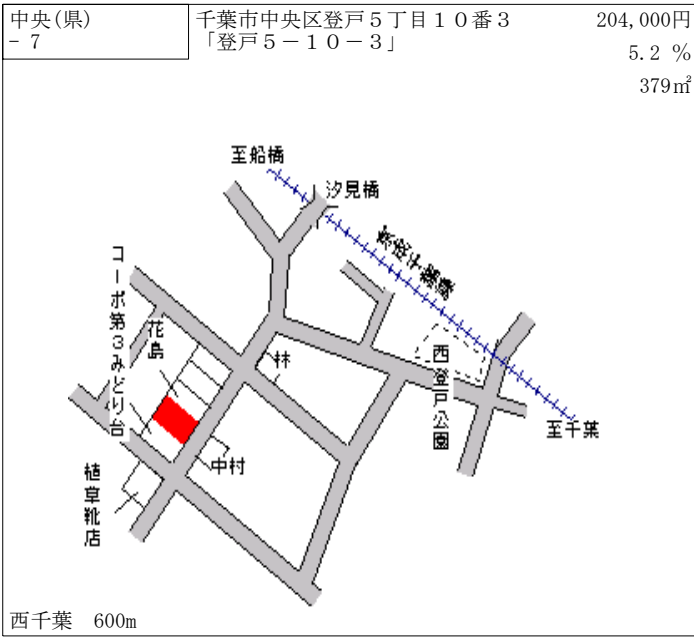 中央(県)
- 7
千葉市中央区登戸５丁目１０番３
「登戸５－１０－３」
204,000円
5.2 %
379㎡
至船橋
汐見橋
京成千葉線
コーポ第3みどり台
花島
林
西登戸公園
至千葉
中村
植草靴店
西千葉　600m